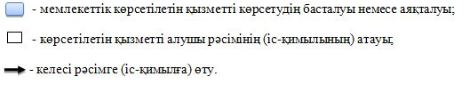 - мемлекеттік көрсетілетін қызметті көрсетудің басталуы немесе аяқталуы;
- көрсетілетін қызметті алушы рәсімінің (іс-қимылының) атауы;
- келесі рәсімге (іс-қимылға) өту.